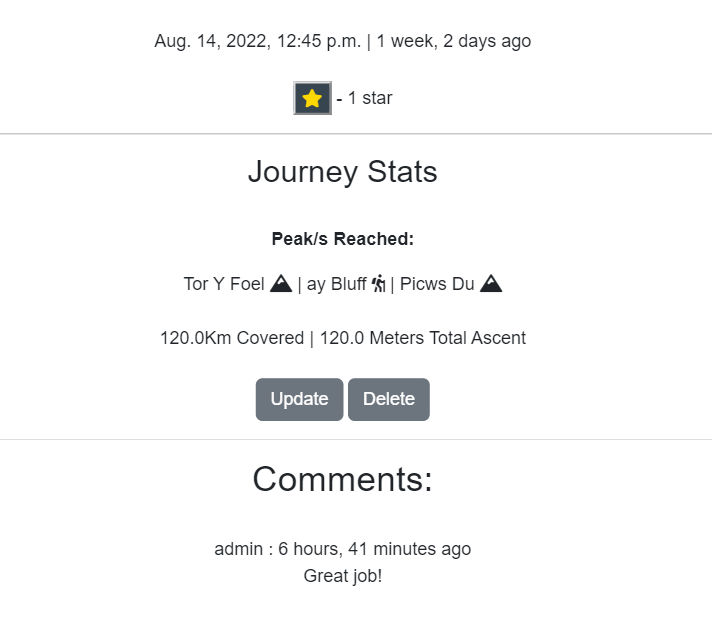 Aug. 14, 2022, 12:45 p.m. | 1 week, 2 days ago
- 1 star
Journey Stats
Peak/s Reached:
Tor Y Foel | ay Bluff | Picws Du
120.0Km Covered | 120.0 Meters Total Ascent
Update Delete
Comments:
admin : 6 hours, 41 minutes ago
Great job!